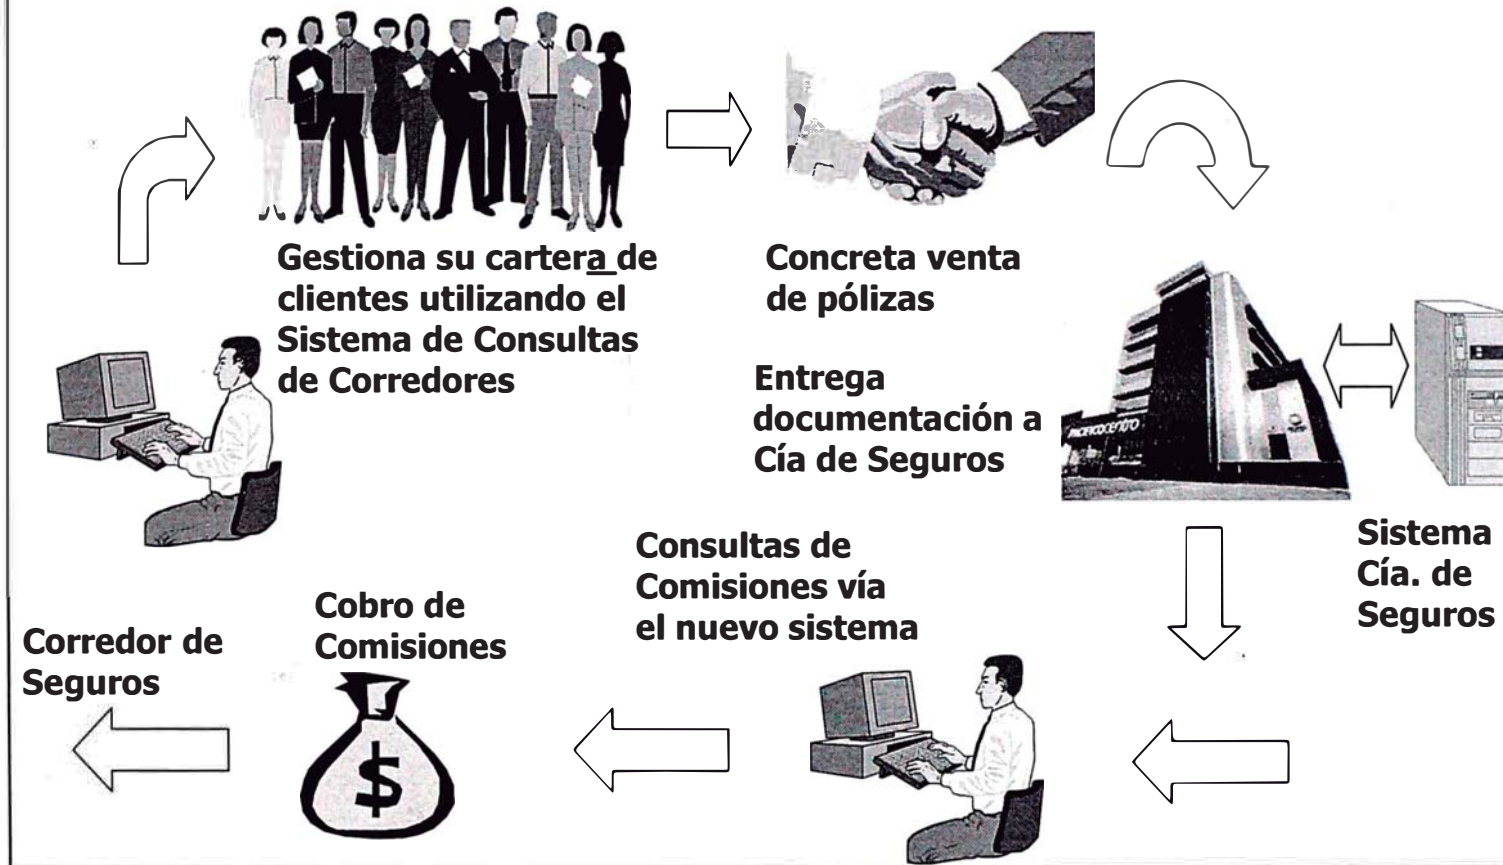 Gestiona su cartera de
clientes utilizando el
Sistema de Consultas
de Corredores
Concreta venta
de pólizas
Entrega
documentación a
Cía de Seguros
PACIFICOCENTRO
Sistema
Cía. de
Seguros
Consultas de
Comisiones vía
el nuevo sistema
Cobro de
Comisiones
$
Corredor de
Seguros